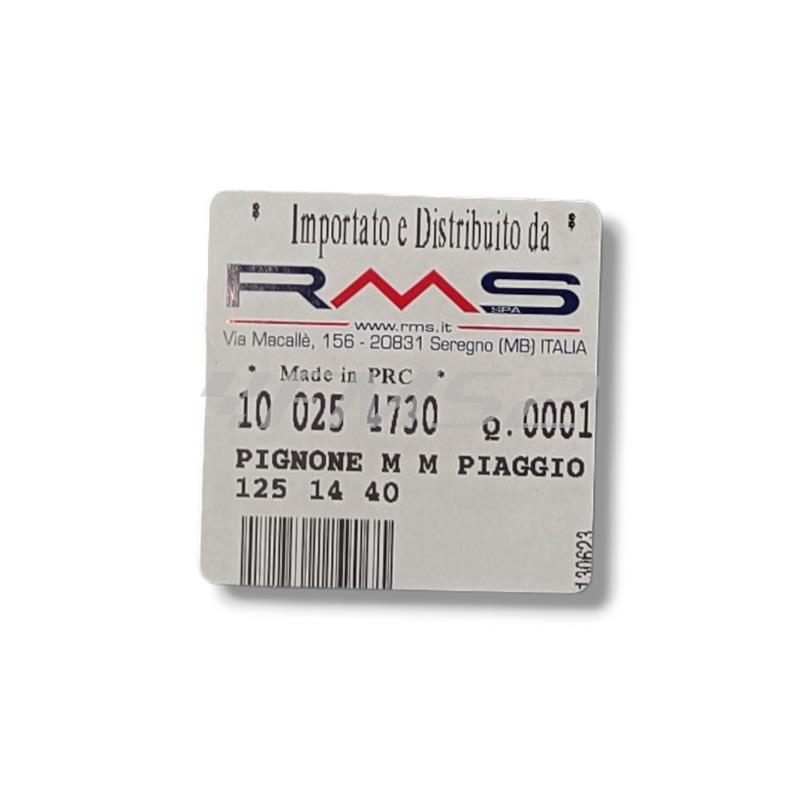 * Importato e Distribuito da *
RMS
SPA
www.rms.it
Via Macallè, 156 - 20831 Seregno (MB) ITALIA
* Made in PRC *
10 025 4730 Q.0001
PIGNONE M M PIAGGIO
125 14 40
130623